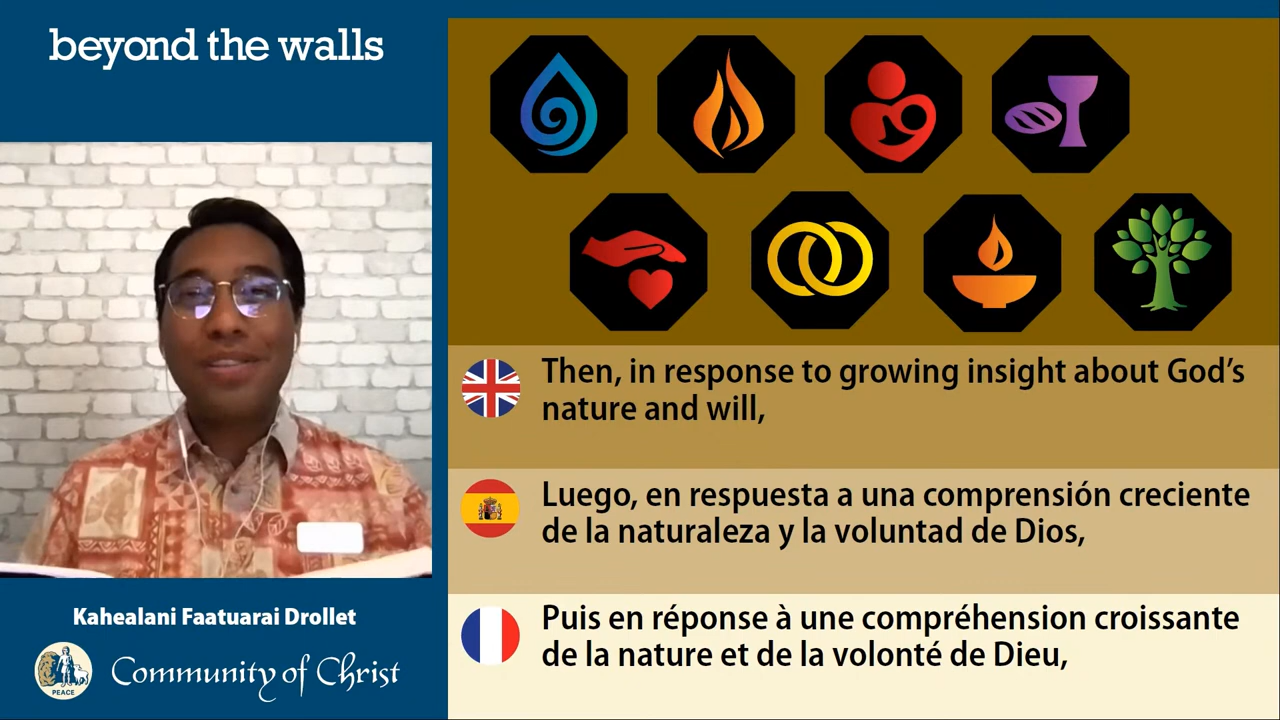 beyond the walls
Then, in response to growing insight about God’s
nature and will,
Luego, en respuesta a una comprensión creciente
de la naturaleza y la voluntad de Dios,
Puis en réponse à une compréhension croissante
de la nature et de la volonté de Dieu,
Kahealani Faatuarai Drollet
PEACE
Community of Christ